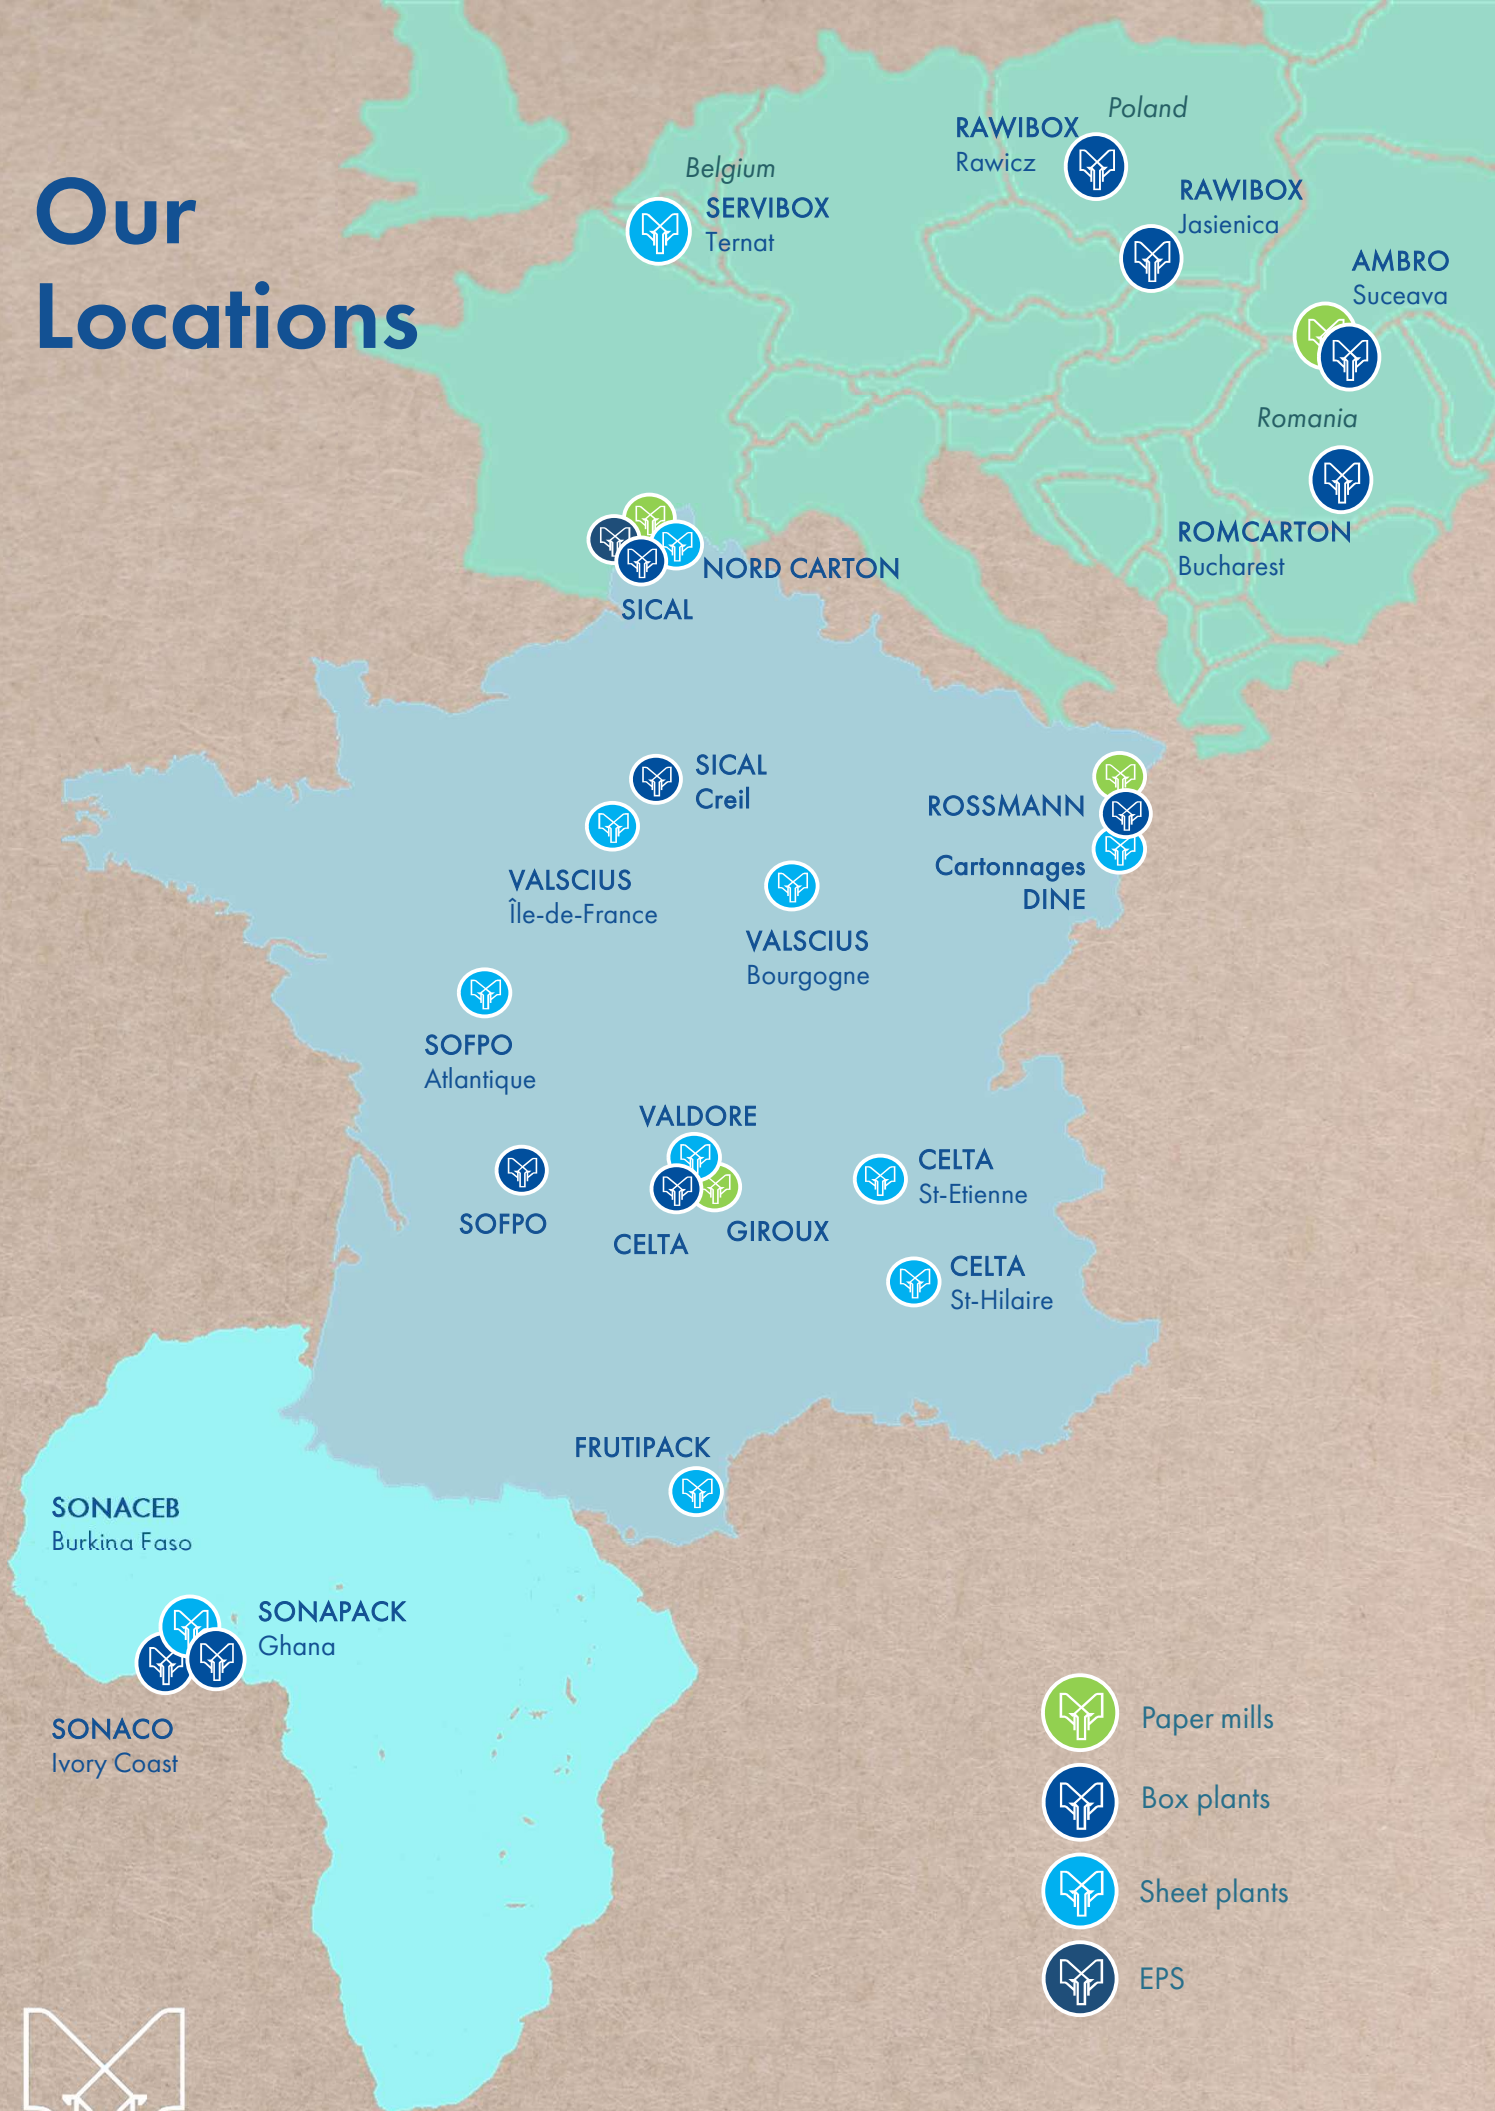 Our
Locations
Poland
RAWIBOX
Rawicz
Belgium
SERVIBOX
Ternat
RAWIBOX
Jasienica
AMBRO
Suceava
Romania
ROMCARTON
Bucharest
NORD CARTON
SICAL
SICAL
Creil
ROSSMANN
Cartonnages
DINE
VALSCIUS
Île-de-France
VALSCIUS
Bourgogne
SOFPO
Atlantique
VALDORE
CELTA
St-Etienne
SOFPO
CELTA
GIROUX
CELTA
St-Hilaire
FRUTIPACK
SONACEB
Burkina Faso
SONAPACK
Ghana
SONACO
Ivory Coast
Paper mills
Box plants
Sheet plants
EPS